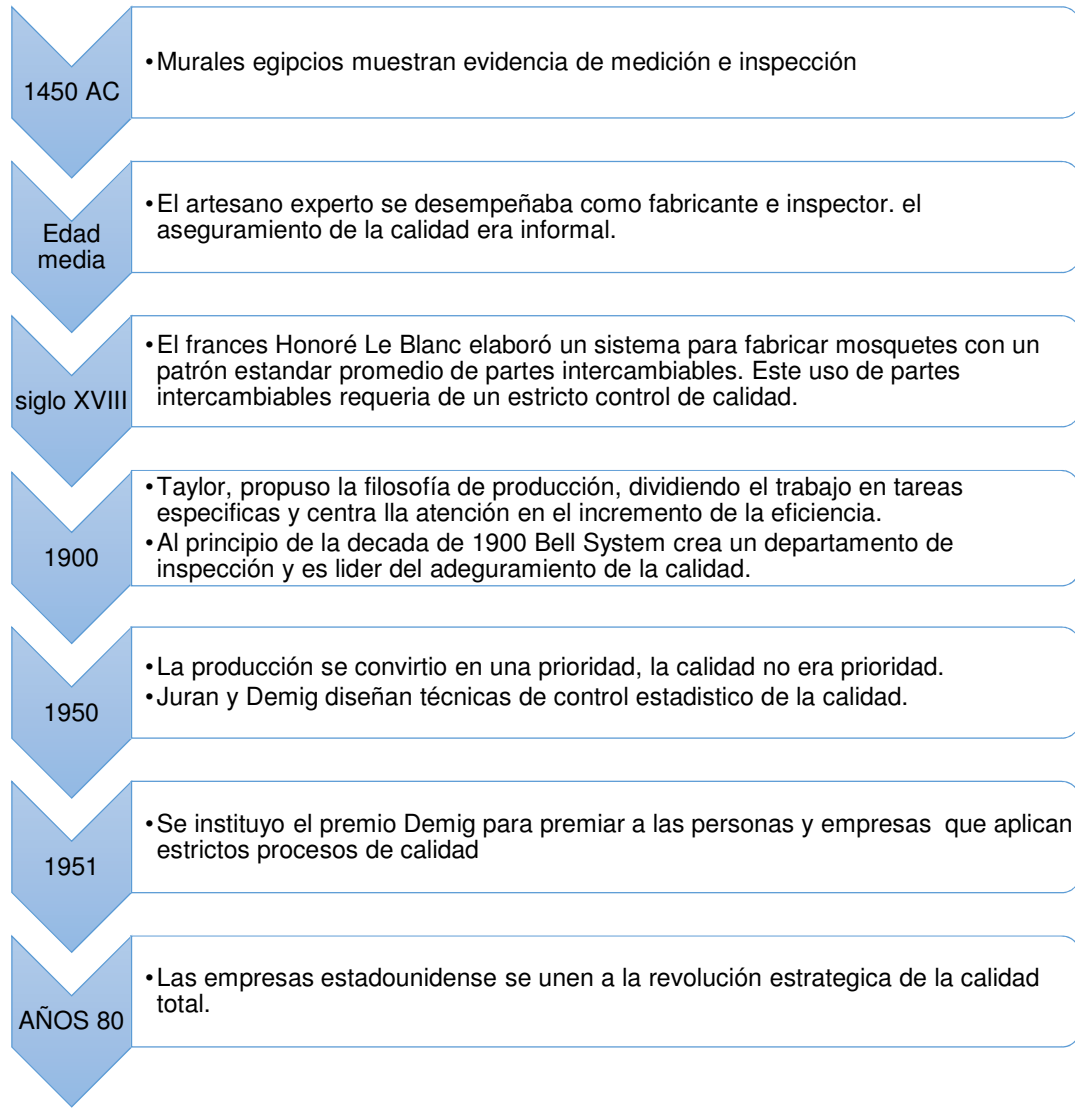 1450 AC
•Murales egipcios muestran evidencia de medición e inspección
Edad
media
•El artesano experto se desempeñaba como fabricante e inspector. el
aseguramiento de la calidad era informal.
siglo XVIII
•El frances Honoré Le Blanc elaboró un sistema para fabricar mosquetes con un
patrón estandar promedio de partes intercambiables. Este uso de partes
intercambiables requeria de un estricto control de calidad.
1900
•Taylor, propuso la filosofía de producción, dividiendo el trabajo en tareas
especificas y centra lla atención en el incremento de la eficiencia.
•Al principio de la decada de 1900 Bell System crea un departamento de
inspección y es lider del adeguramiento de la calidad.
1950
•La producción se convirtio en una prioridad, la calidad no era prioridad.
•Juran y Demig diseñan técnicas de control estadistico de la calidad.
1951
•Se instituyo el premio Demig para premiar a las personas y empresas que aplican
estrictos procesos de calidad
AÑOS 80
•Las empresas estadounidense se unen a la revolución estrategica de la calidad
total.